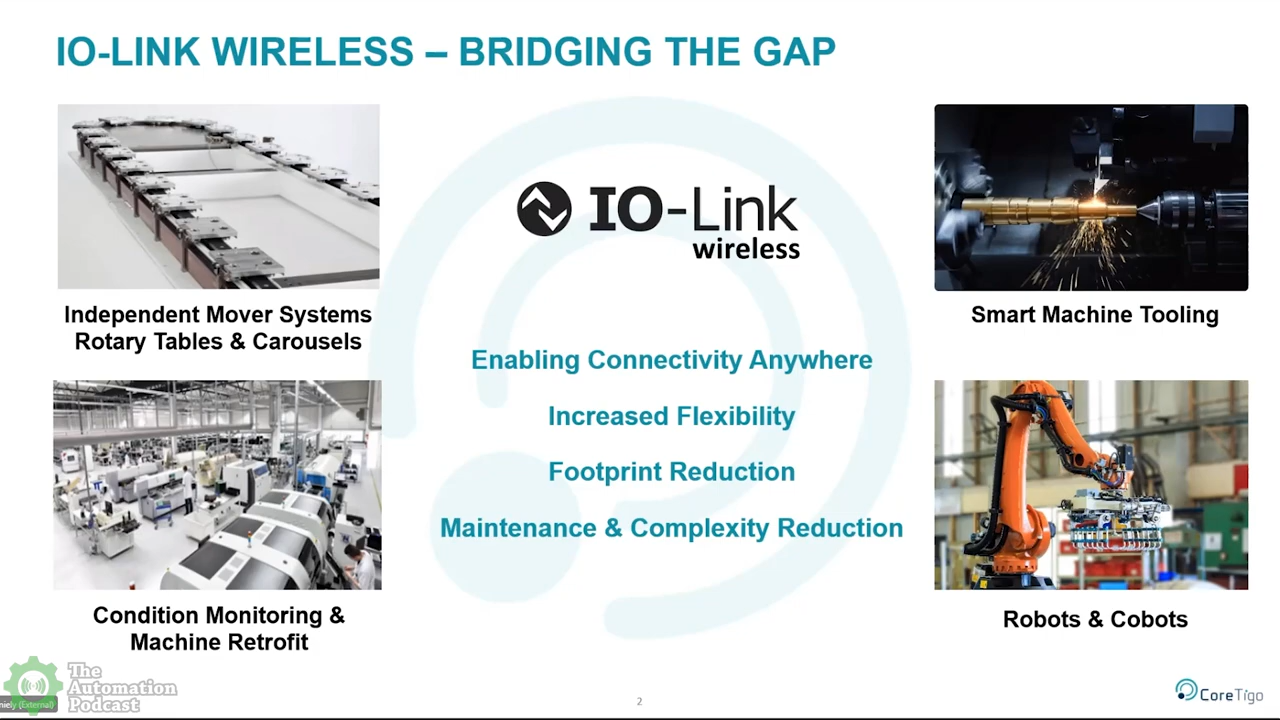 IO-LINK WIRELESS – BRIDGING THE GAP
IO-Link
wireless
Independent Mover Systems
Rotary Tables & Carousels
Smart Machine Tooling
Enabling Connectivity Anywhere
Increased Flexibility
Footprint Reduction
Maintenance & Complexity Reduction
Condition Monitoring &
Machine Retrofit
Robots & Cobots
The
Automation
Podcast
(External)
2
CoreTigo